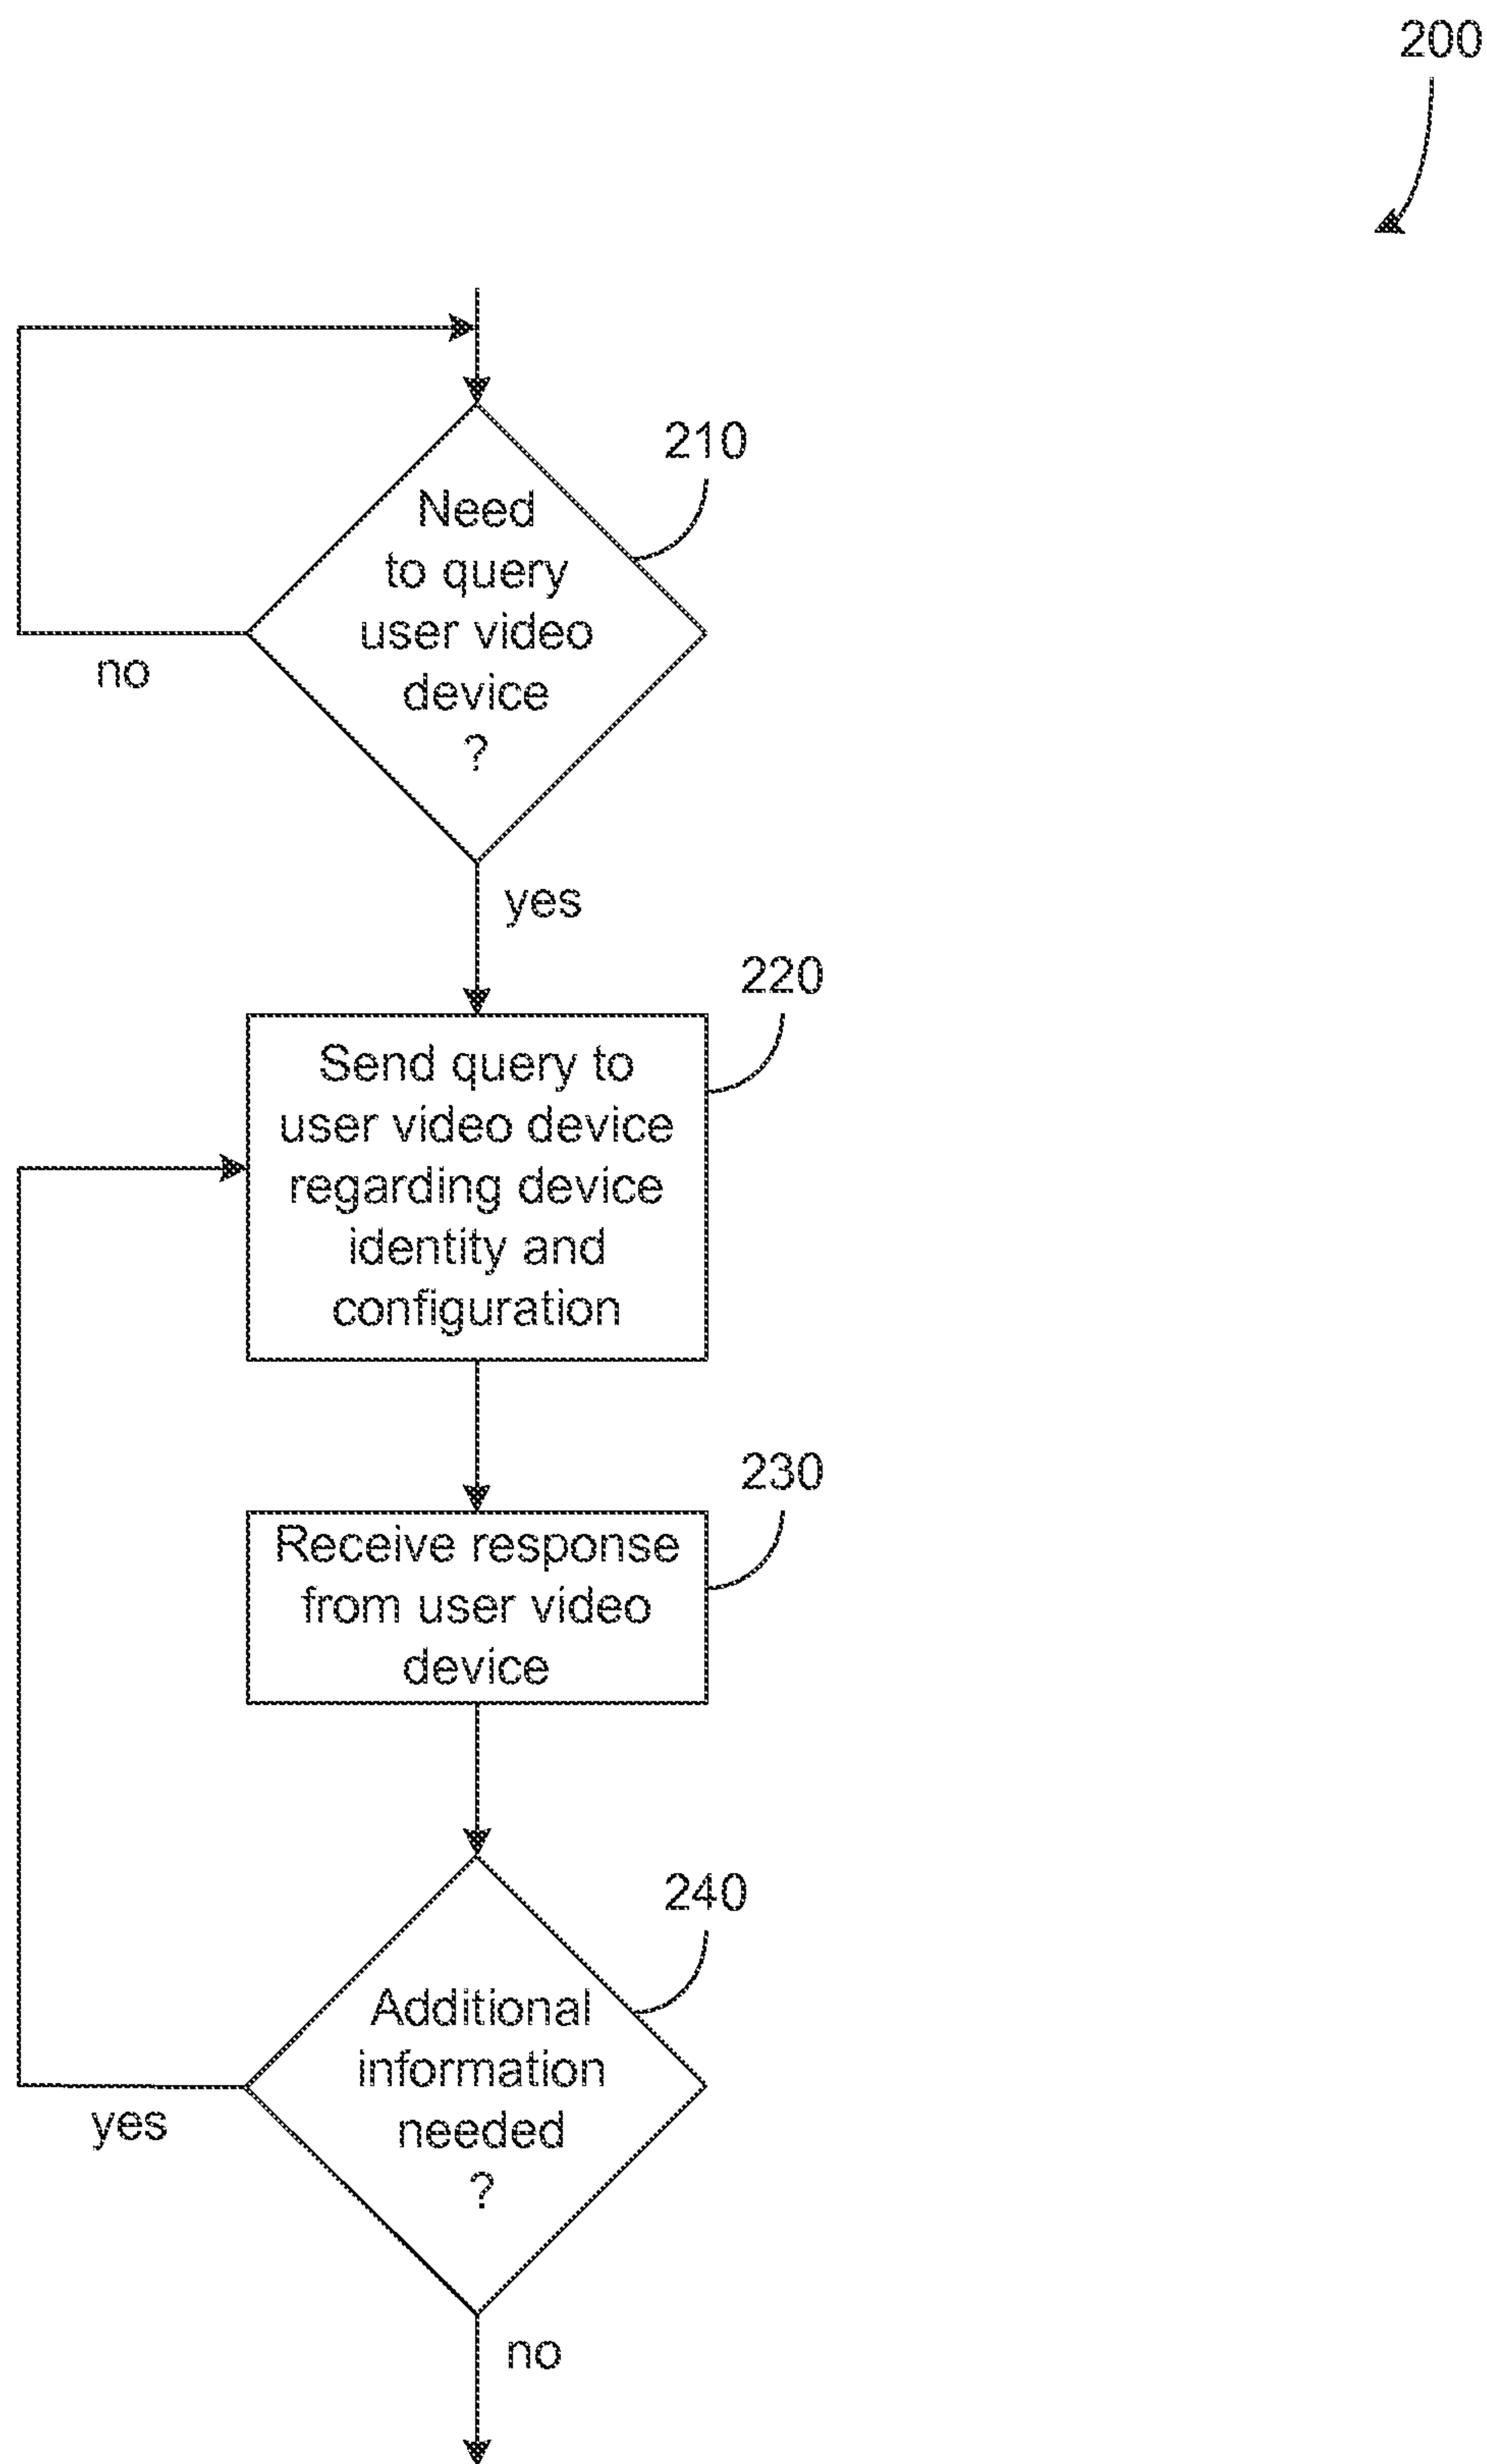 200
210
Need
to query
user video
device
?
no
yes
220
Send query to
user video device
regarding device
identity and
configuration
230
Receive response
from user video
device
240
Additional
information
needed
?
yes
no